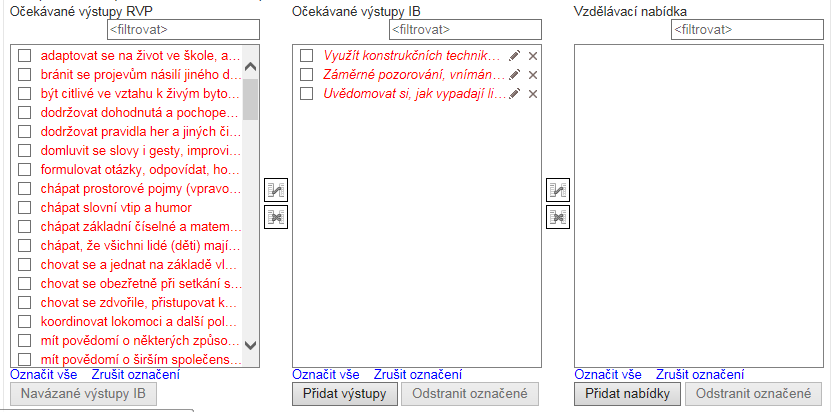 Očekávané výstupy RVP
<filtrovat>
adaptovat se na život ve škole, a...
bránit se projevům násilí jiného d...
být citlivé ve vztahu k živým byto...
dodržovat dohodnutá a pochope...
dodržovat pravidla her a jiných či...
domluvit se slovy i gesty, improvi...
formulovat otázky, odpovídat, ho...
chápat prostorové pojmy (vpravo...
chápat slovní vtip a humor
chápat základní číselné a matem...
chápat, že všichni lidé (děti) mají...
chovat se a jednat na základě vl...
chovat se obezřetně při setkání s...
chovat se zdvořile, přistupovat k...
koordinovat lokomoci a další pol...
mít povědomí o některých způso...
mít povědomí o širším společens...
Označit vše Zrušit označení
Navázané výstupy IB
Očekávané výstupy IB
<filtrovat>
Využít konstrukčních technik...
Záměrné pozorování, vnímán...
Uvědomovat si, jak vypadají li...
Označit vše Zrušit označení
Přidat výstupy Odstranit označené
Vzdělávací nabídka
<filtrovat>
Označit vše Zrušit označení
Přidat nabídky Odstranit označené